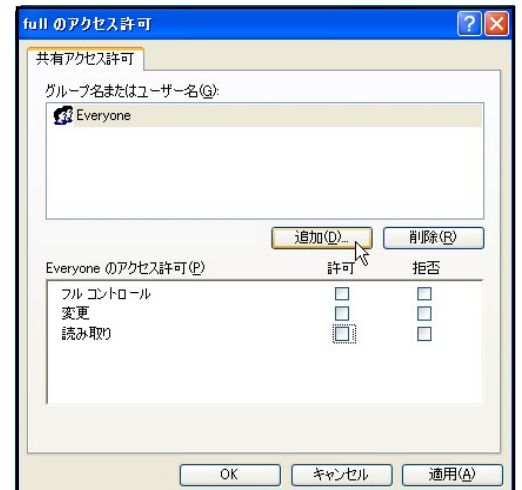 full のアクセス許可
共有アクセス許可
グループ名またはユーザー名(G):
Everyone
追加(D)... 削除(R)
Everyone のアクセス許可(P) 許可 拒否
フル コントロール
変更
読み取り
OK キャンセル 適用(A)